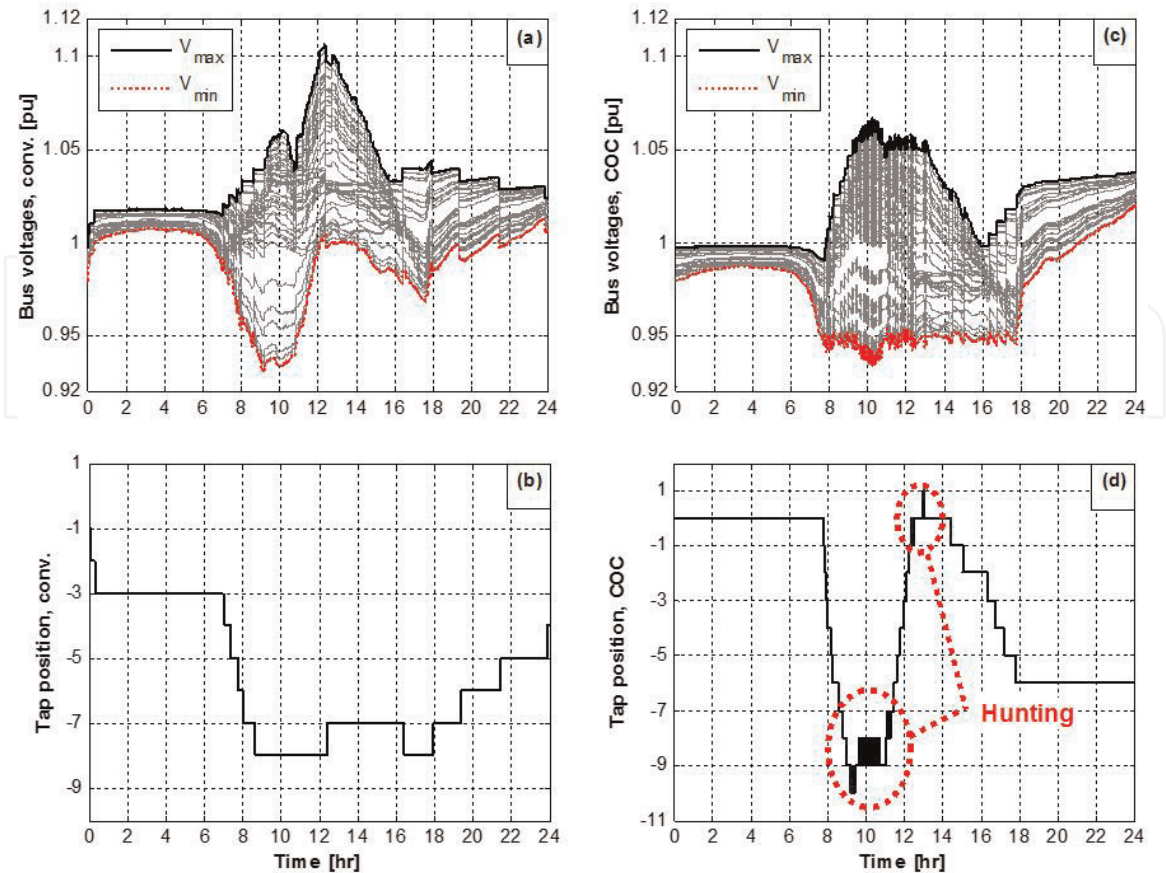 1.12
1.1
1.05
1
0.95
0.92
Bus voltages, conv. [pu]
V max
V min
(a)
0 2 4 6 8 10 12 14 16 18 20 22 24
1.12
1.1
1.05
1
0.95
0.92
Bus voltages, COC [pu]
V max
V min
(c)
0 2 4 6 8 10 12 14 16 18 20 22 24
1
-1
-3
-5
-7
-9
Tap position, conv.
(b)
0 2 4 6 8 10 12 14 16 18 20 22 24
Time [hr]
1
-1
-3
-5
-7
-9
-11
Tap position, COC
(d)
Hunting
0 2 4 6 8 10 12 14 16 18 20 22 24
Time [hr]